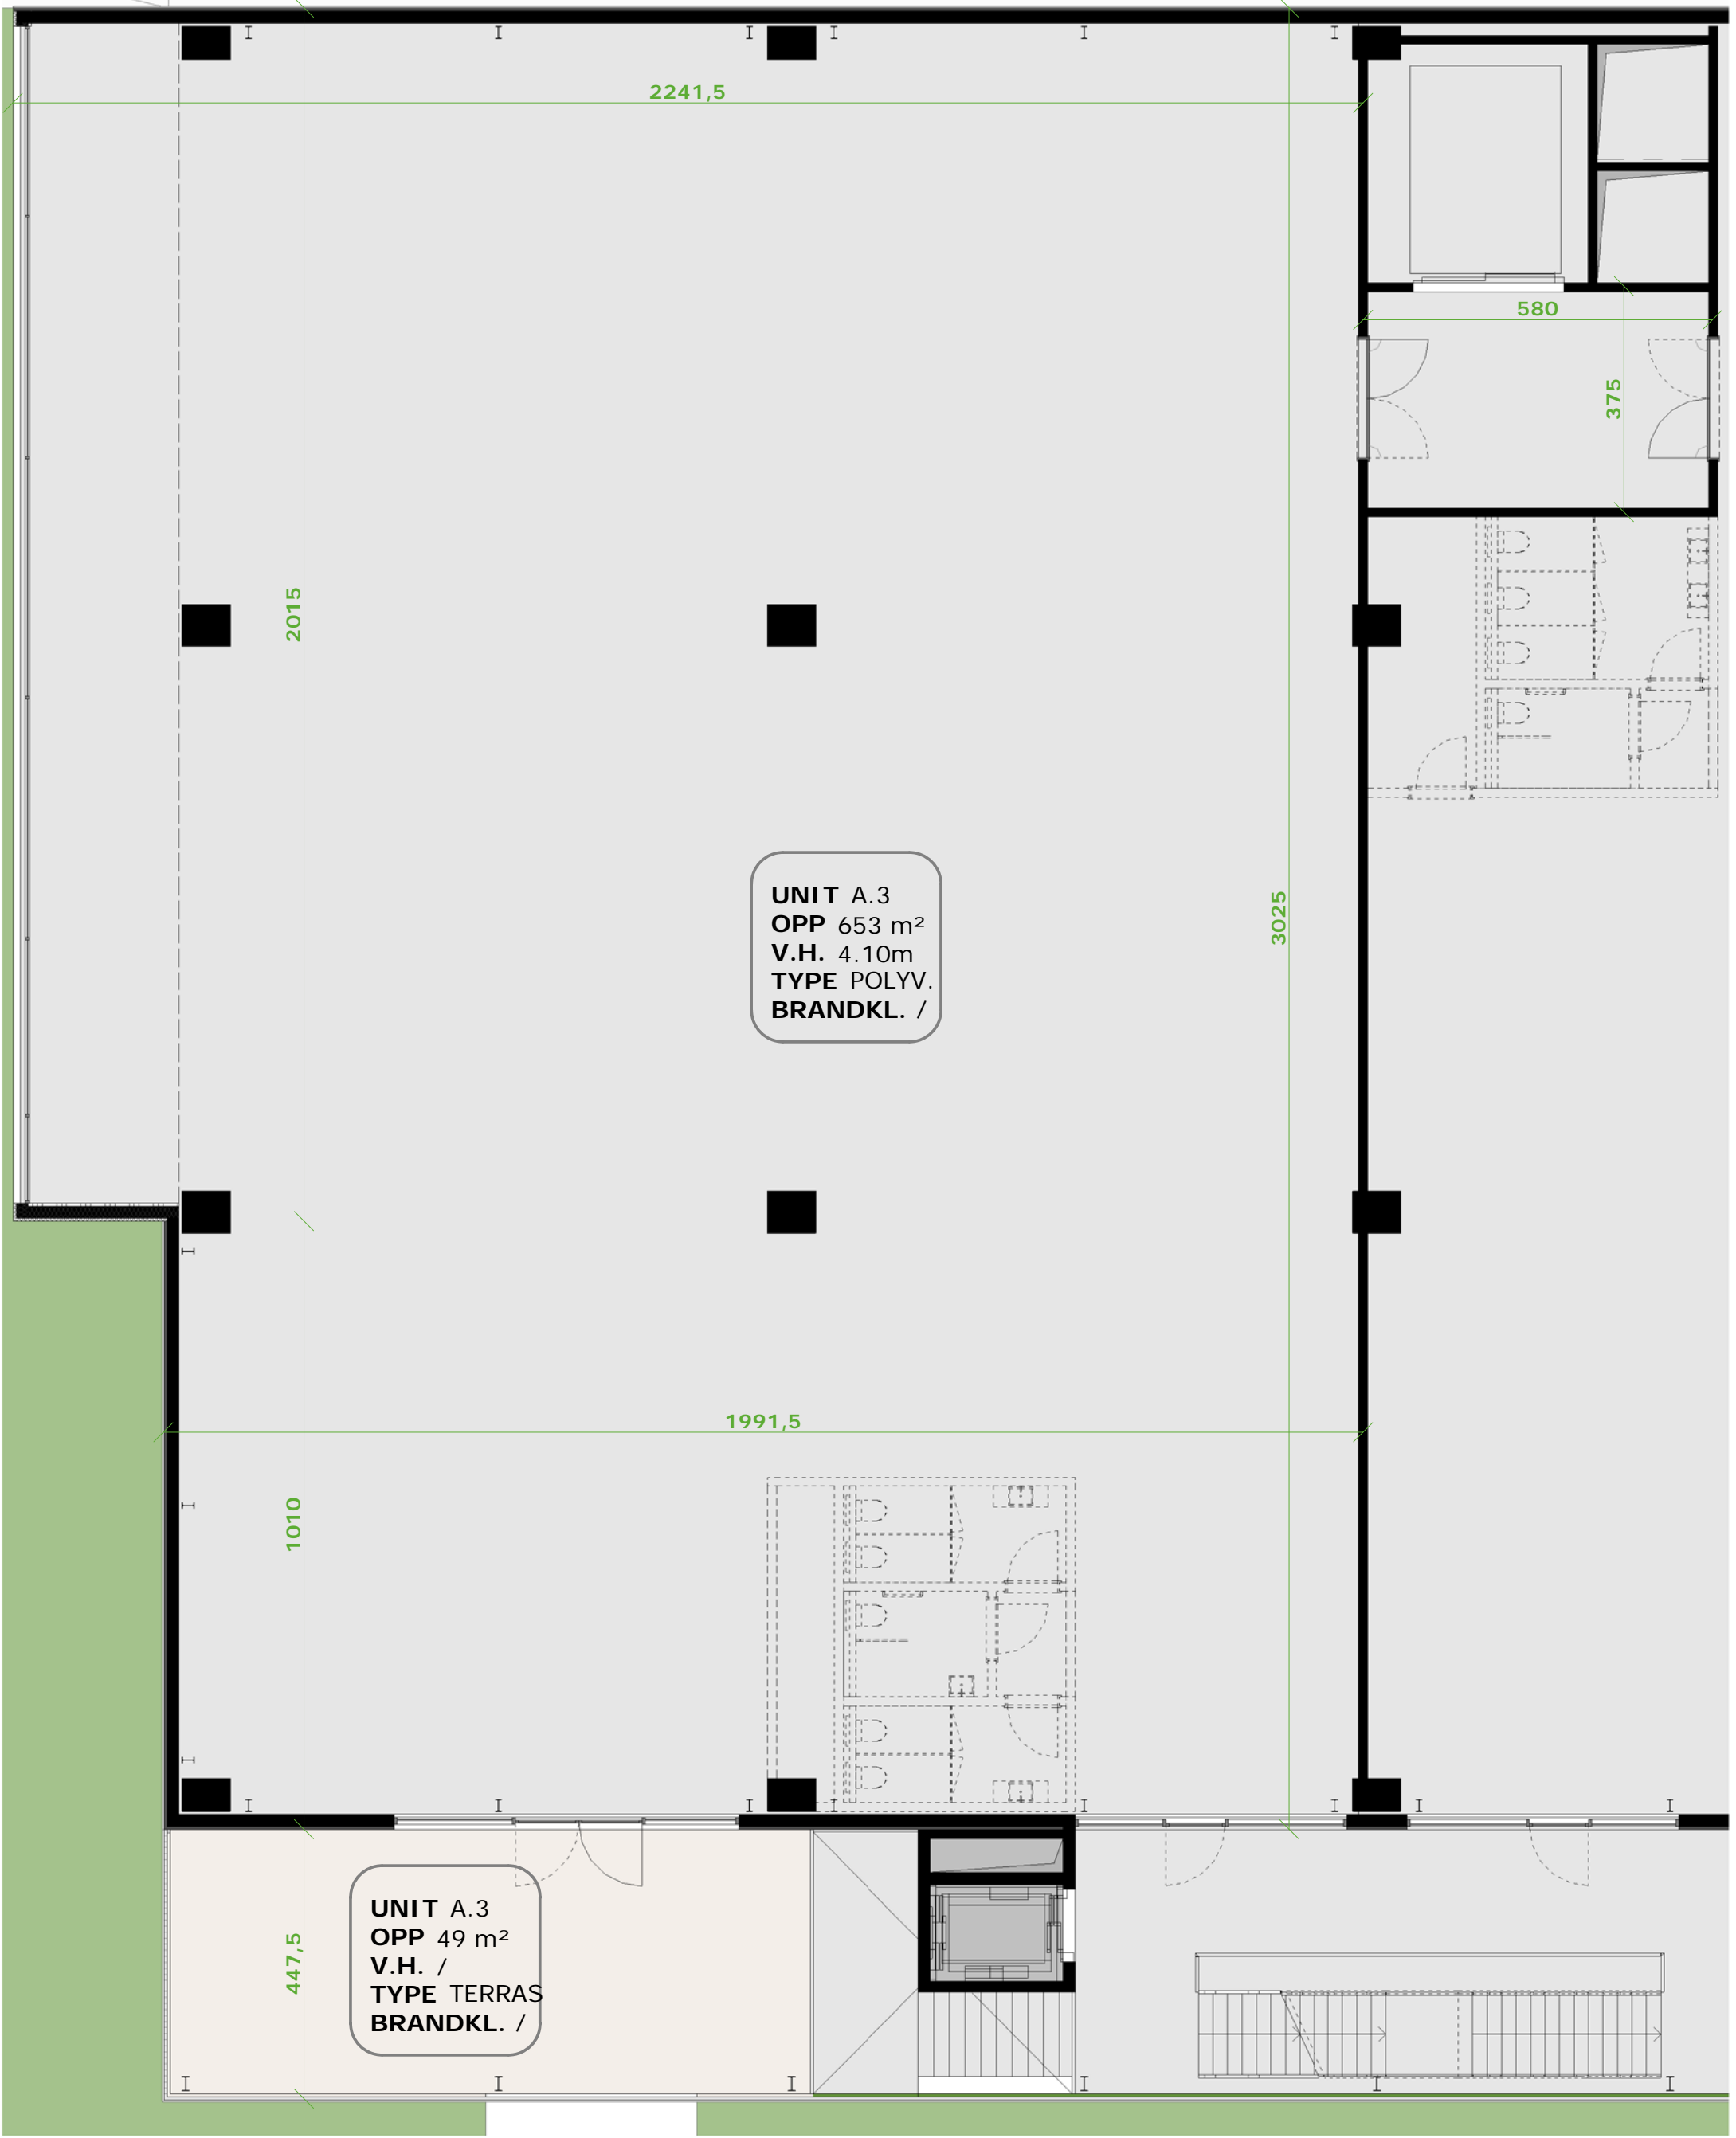 2241,5
580
375
2015
3025
UNIT A.3
OPP 653 m²
V.H. 4.10m
TYPE POLYV.
BRANDKL. /
1991,5
1010
447,5
UNIT A.3
OPP 49 m²
V.H. /
TYPE TERRAS
BRANDKL. /